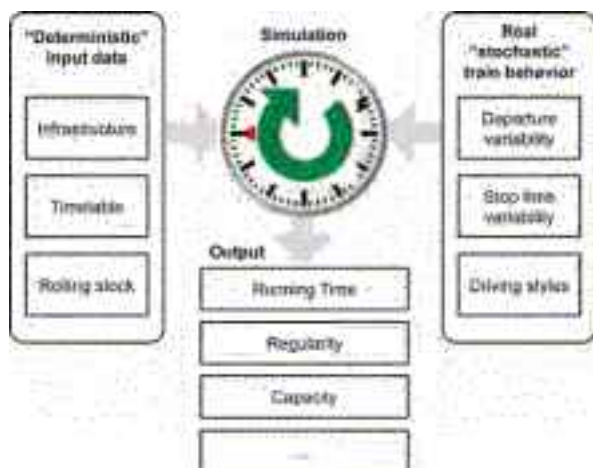 "Deterministic"
Input data
Infrastructure
Timetable
Rolling stock
Simulation
Real
"stochastic"
train behavior
Departure
variability
Stop time
variability
Driving styles
Output
Running Time
Regularity
Capacity
...